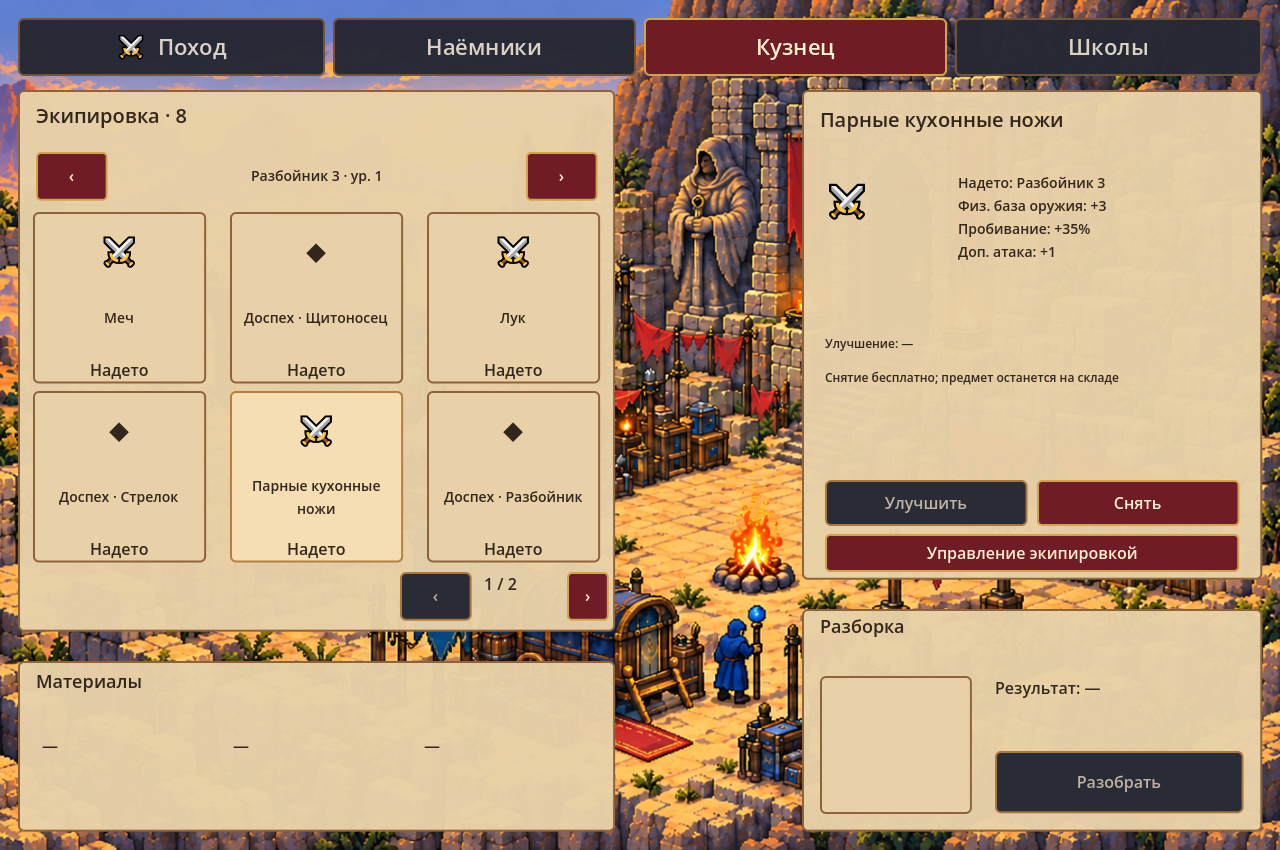 Поход
Наёмники
Кузнец
Школы
Экипировка · 8
‹
Разбойник 3 · ур. 1
›
Меч
Надето
Доспех · Щитоносец
Надето
Лук
Надето
Доспех · Стрелок
Надето
Парные кухонные
ножи
Надето
Доспех · Разбойник
Надето
‹
1 / 2
›
Материалы
—
—
—
Парные кухонные ножи
Надето: Разбойник 3
Физ. база оружия: +3
Пробивание: +35%
Доп. атака: +1
Улучшение: —
Снятие бесплатно; предмет останется на складе
Улучшить
Снять
Управление экипировкой
Разборка
Результат: —
Разобрать